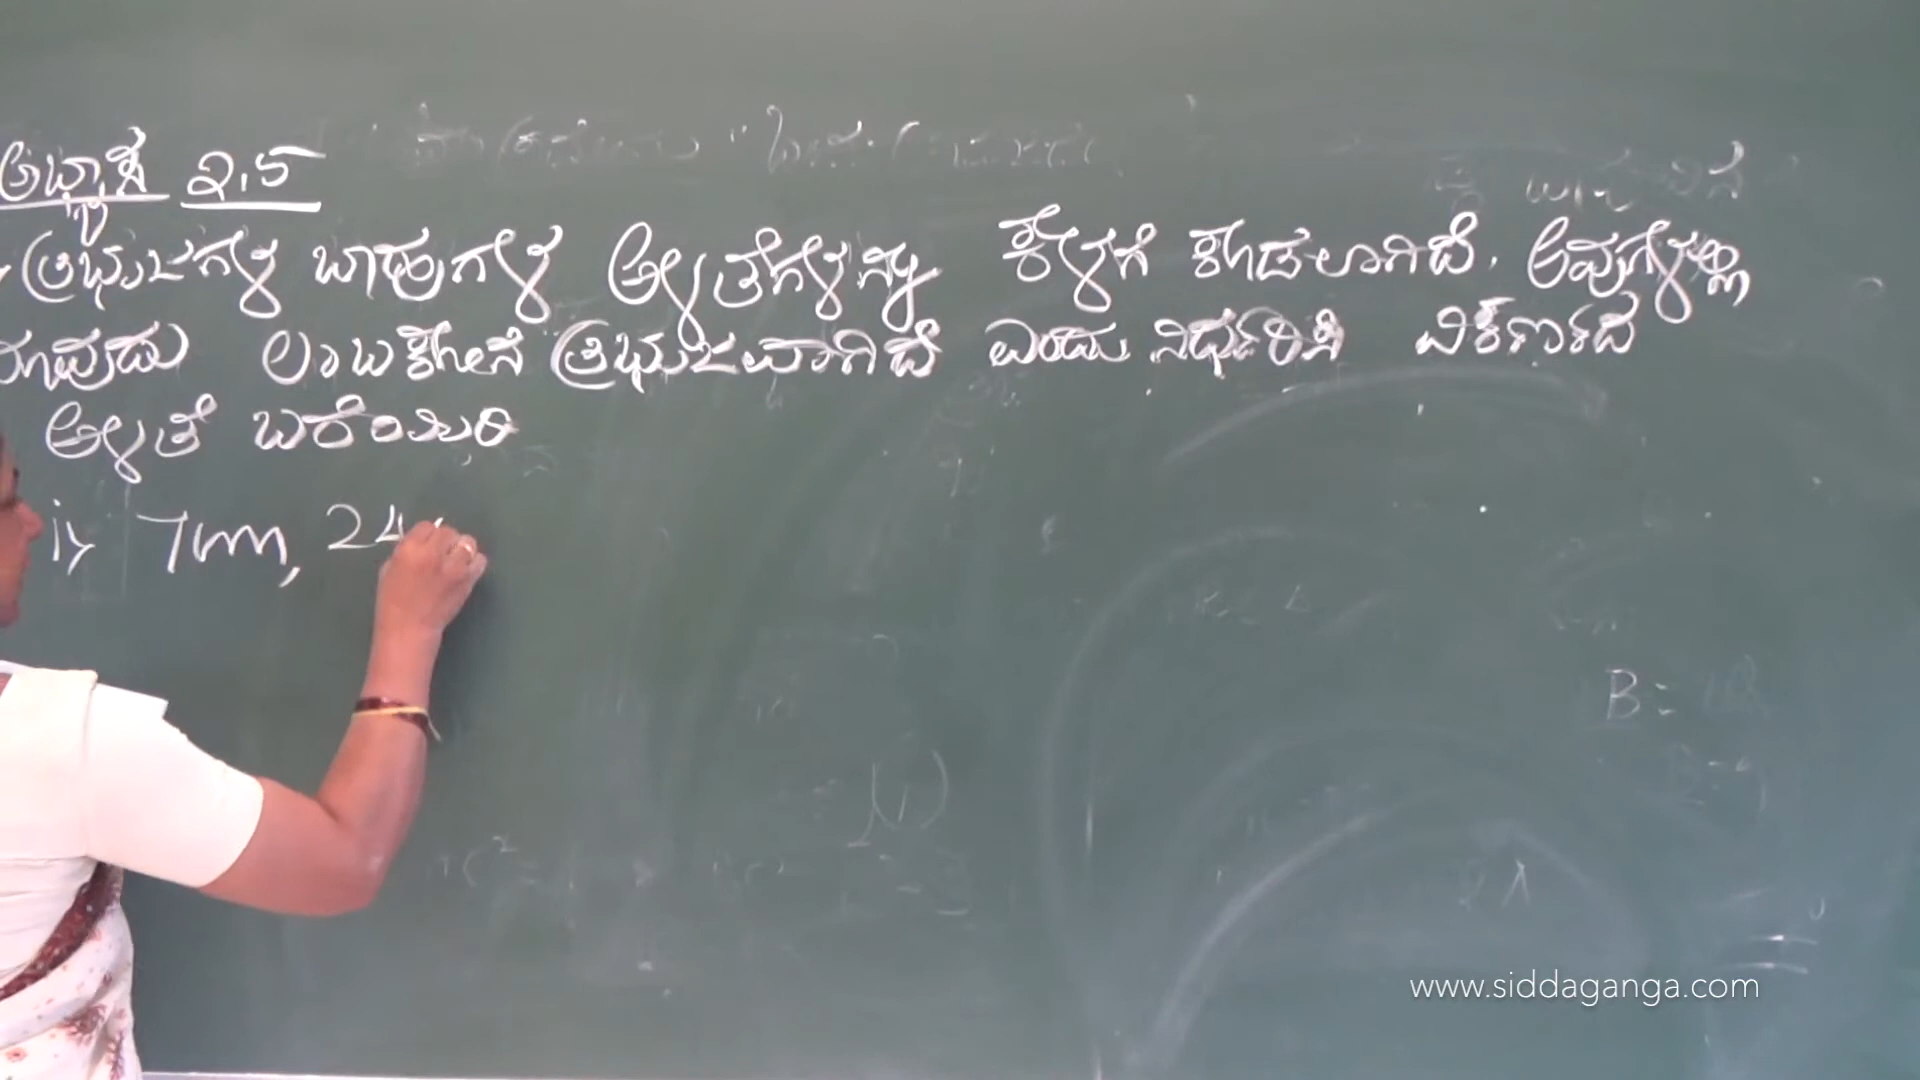 ಅಭ್ಯಾಸ 2.5
ತ್ರಿಭುಜಗಳ ಬಾಹುಗಳ ಅಳತೆಗಳನ್ನು ಕೆಳಗೆ ಕೊಡಲಾಗಿದೆ. ಅವುಗಳಲ್ಲಿ
ಯಾವುದು ಲಂಬಕೋನ ತ್ರಿಭುಜವಾಗಿದೆ ಎಂದು ನಿರ್ಧರಿಸಿ ವಿಕರ್ಣದ
ಅಳತೆ ಬರೆಯಿರಿ
i) 7cm, 24
B =
www.siddaganga.com